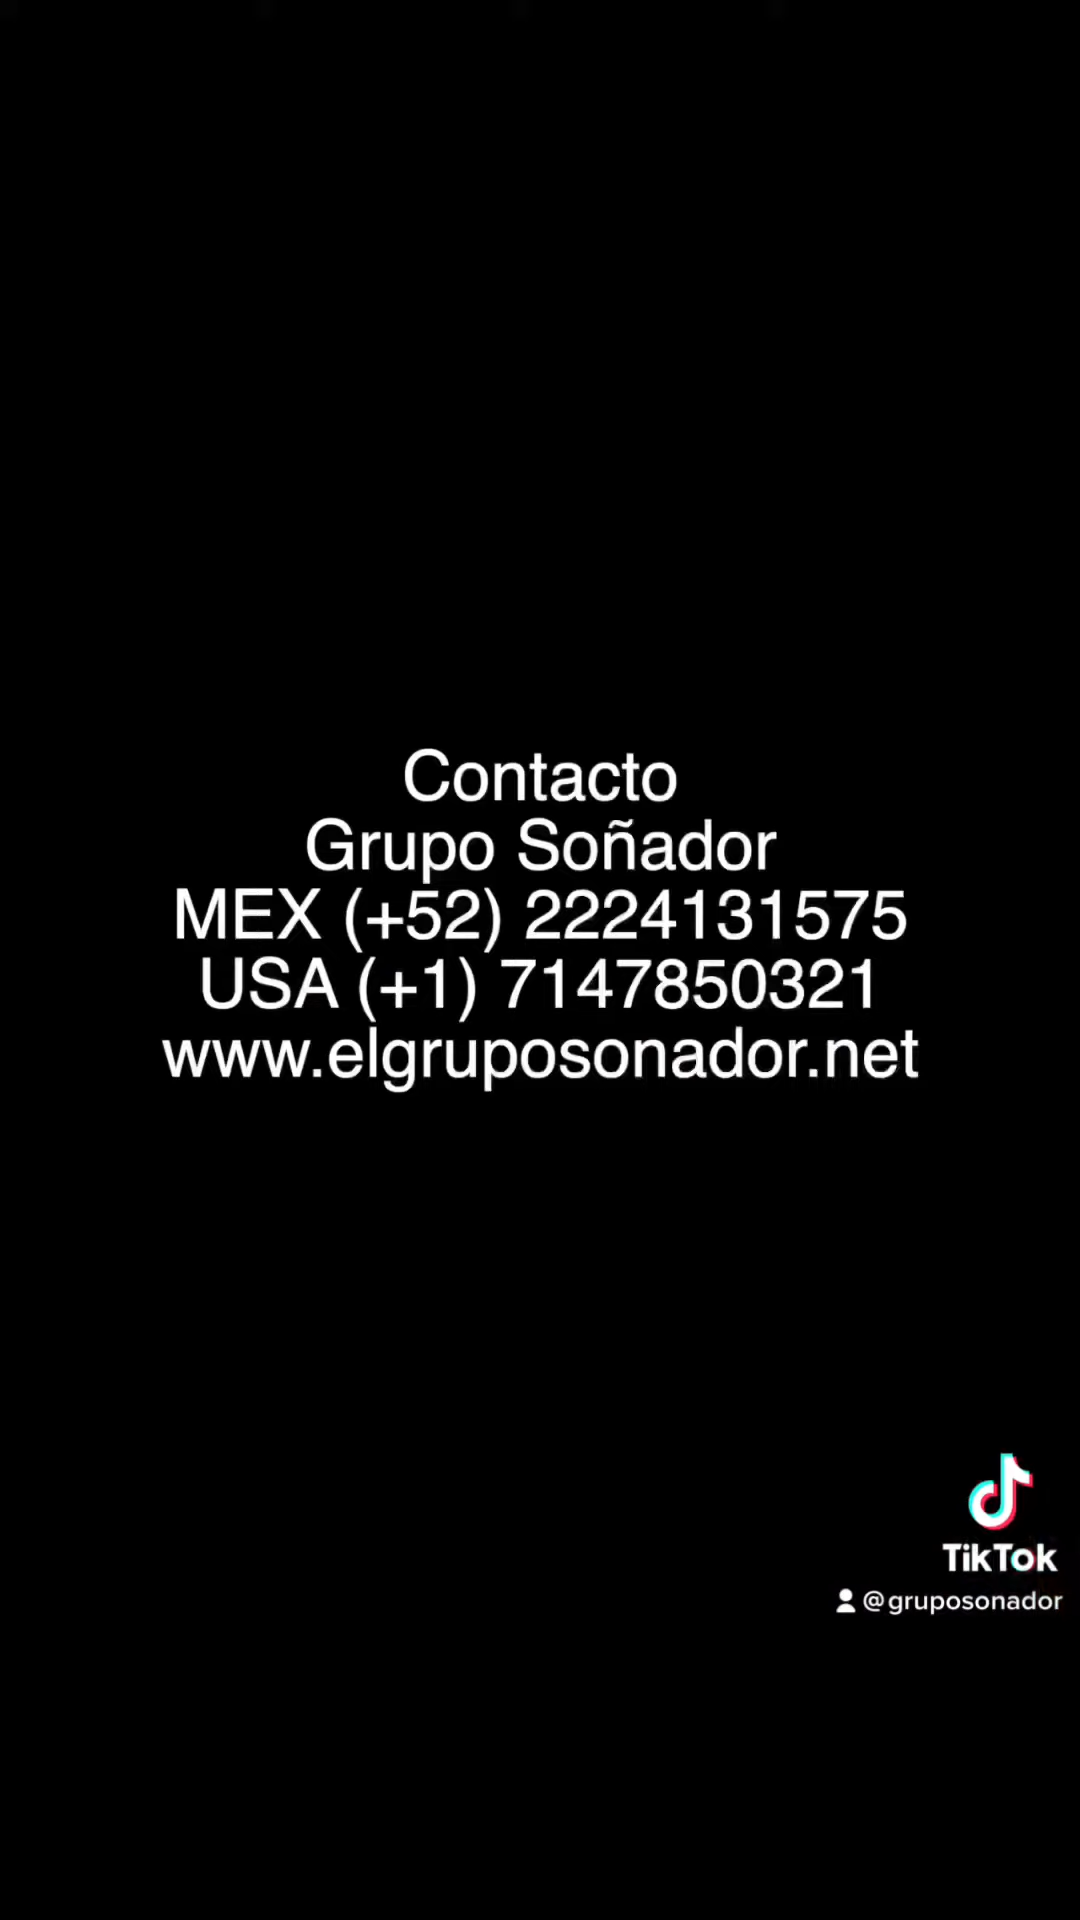 Contacto
Grupo Soñador
MEX (+52) 2224131575
USA (+1) 7147850321
www.elgruposonador.net
TikTok
@gruposonador